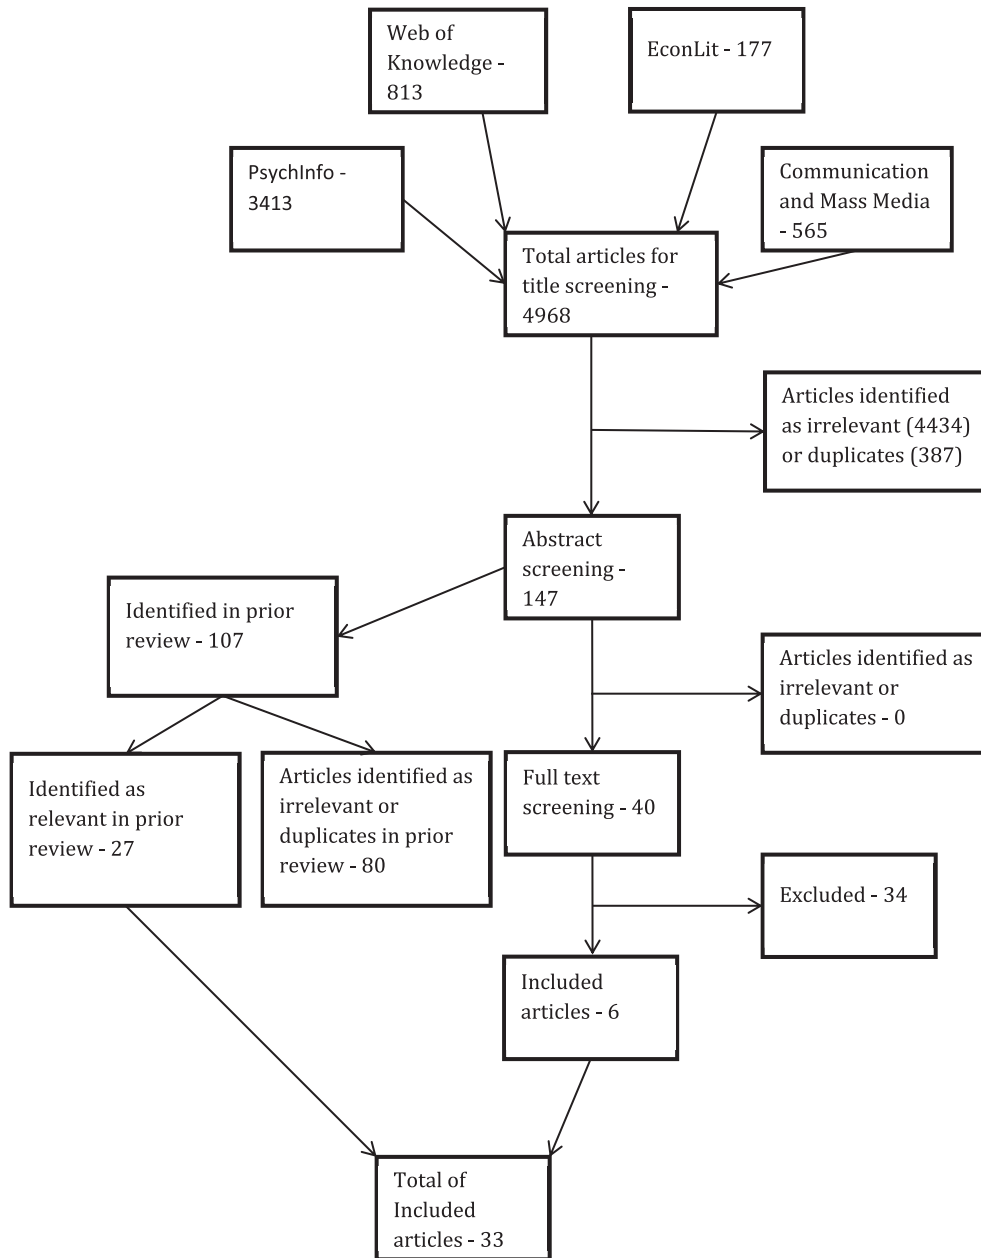 Web of
Knowledge -
813
EconLit - 177
PsychInfo -
3413
Communication
and Mass Media
- 565
Total articles for
title screening -
4968
Articles identified
as irrelevant (4434)
or duplicates (387)
Abstract
screening -
147
Identified in prior
review - 107
Articles identified as
irrelevant or
duplicates - 0
Identified as
relevant in prior
review - 27
Articles identified as
irrelevant or
duplicates in prior
review - 80
Full text
screening - 40
Excluded - 34
Included
articles - 6
Total of
Included
articles - 33